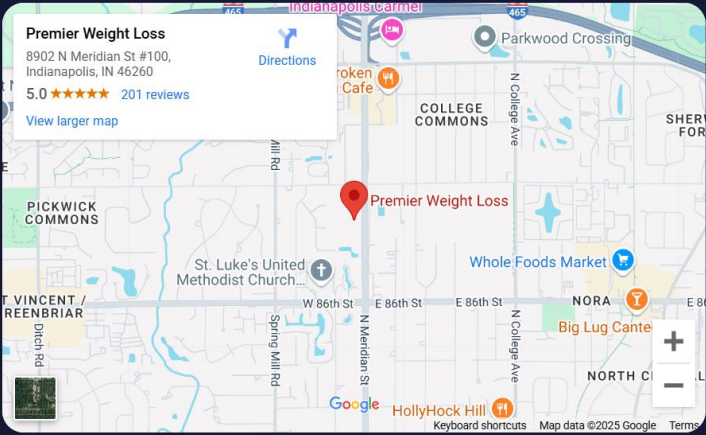 Premier Weight Loss
8902 N Meridian St #100,
Indianapolis, IN 46260
5.0
201 reviews
View larger map
Directions
Indianapolis Carmel
465
465
Parkwood Crossing
roken
Cafe
COLLEGE
COMMONS
N College Ave
SHERW
FOR
Mill Rd
E
PICKWICK
COMMONS
Premier Weight Loss
St. Luke's United
Methodist Church...
Whole Foods Market
T VINCENT /
REENBRIAR
W 86th St
E 86th St
E 86th St
NORA
E 86
Big Lug Cante
Ditch Rd
Spring Mill Rd
N Meridian St
N College Ave
NORTH C
Google
HollyHock Hill
Keyboard shortcuts
Map data ©2025 Google
Terms